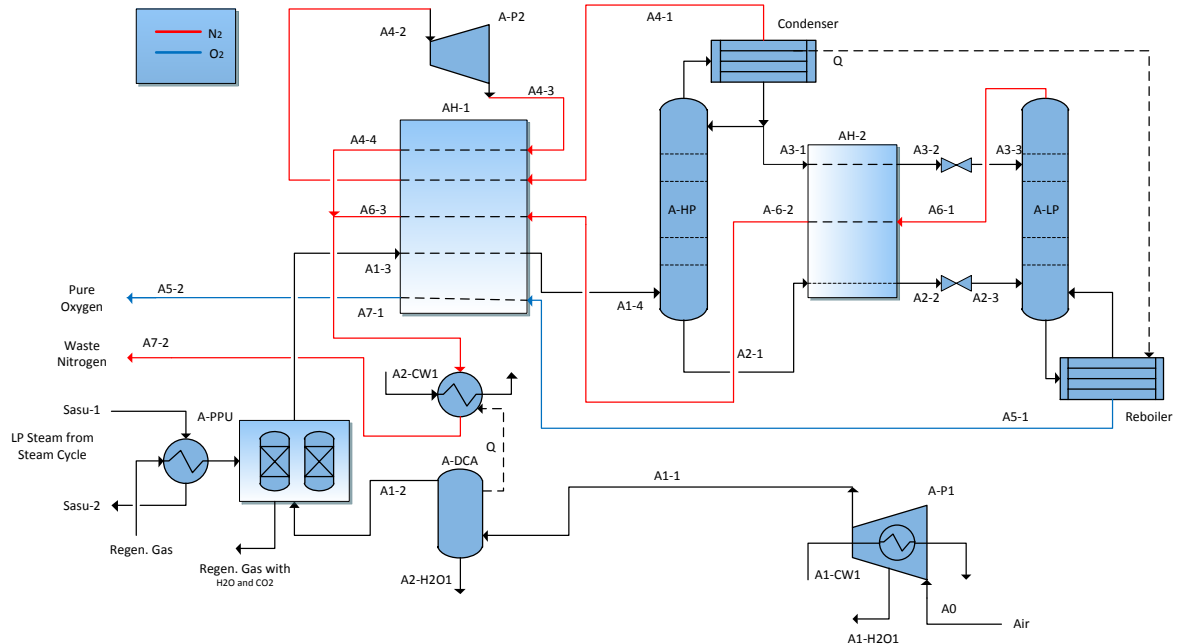 N2
O2
A4-2
A-P2
A4-3
A4-1
Condenser
Q
AH-1
A4-4
A6-3
A1-3
A7-1
A-HP
A1-4
A2-1
A3-1
AH-2
A3-2
A3-3
A-6-2
A6-1
A-LP
A2-2
A2-3
Pure
Oxygen
A5-2
Waste
Nitrogen
A7-2
A2-CW1
Q
A5-1
Reboiler
Sasu-1
LP Steam from
Steam Cycle
Sasu-2
A-PPU
Regen. Gas
Regen. Gas with
H2O and CO2
A1-2
A-DCA
A2-H2O1
A1-1
A-P1
A1-CW1
A1-H2O1
A0
Air